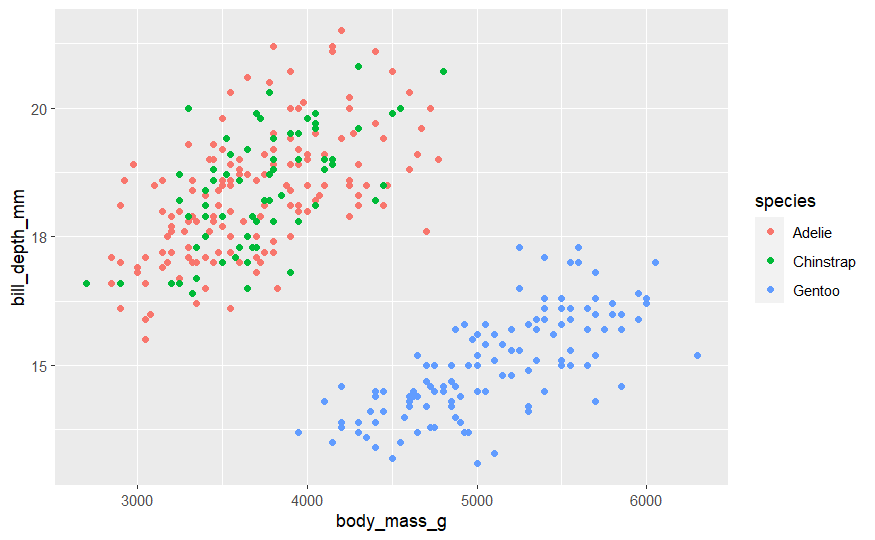 20
18
15
bill_depth_mm
3000 4000 5000 6000
body_mass_g
species
Adelie
Chinstrap
Gentoo